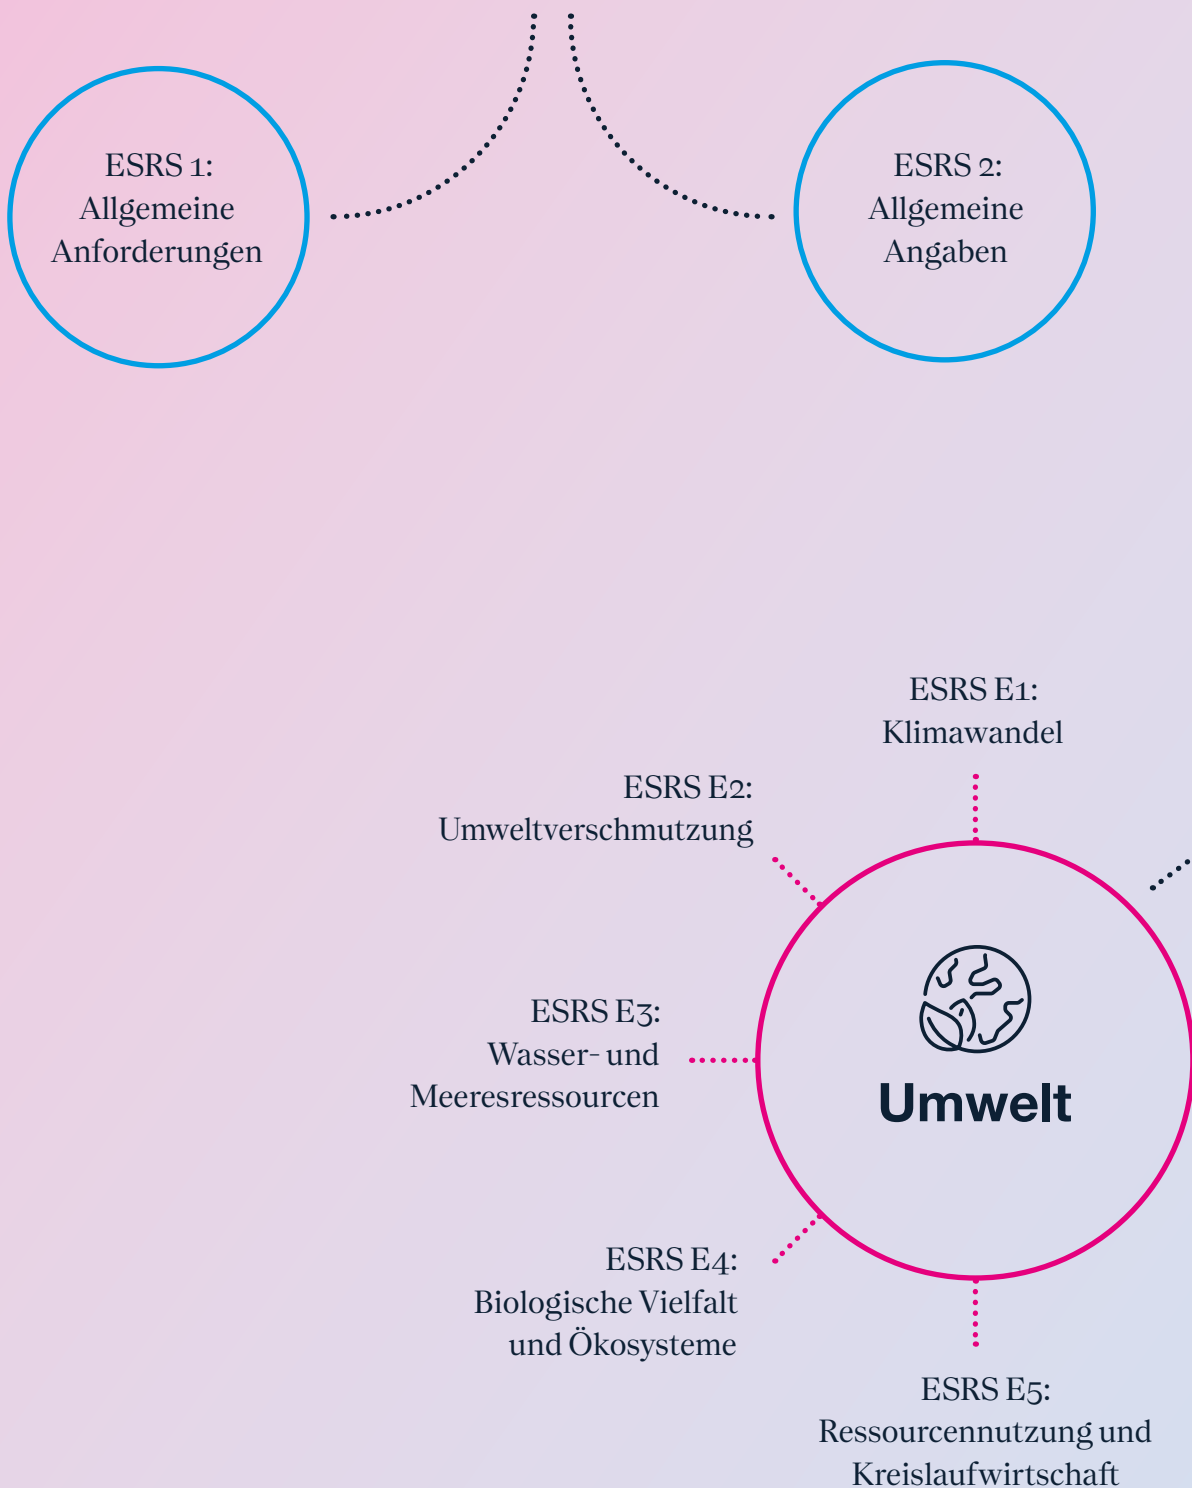 ESRS 1:
Allgemeine
Anforderungen
ESRS 2:
Allgemeine
Angaben
ESRS E1:
Klimawandel
ESRS E2:
Umweltverschmutzung
ESRS E3:
Wasser- und
Meeresressourcen
Umwelt
ESRS E4:
Biologische Vielfalt
und Ökosysteme
ESRS E5:
Ressourcennutzung und
Kreislaufwirtschaft